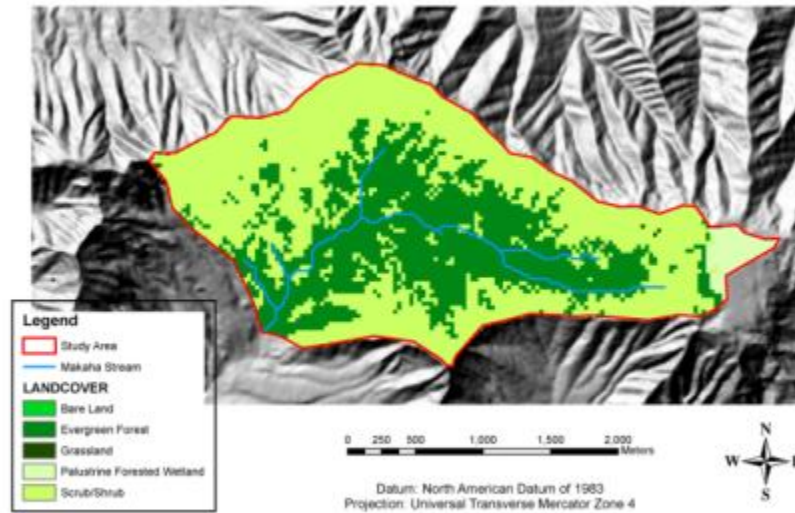 Legend
Study Area
Makaha Stream
LANDCOVER
Bare Land
Evergreen Forest
Grassland
Palustrine Forested Wetland
Scrub/Shrub
0 250 500 1,000 1,500 2,000
Meters
N
W E
S
Datum: North American Datum of 1983
Projection: Universal Transverse Mercator Zone 4